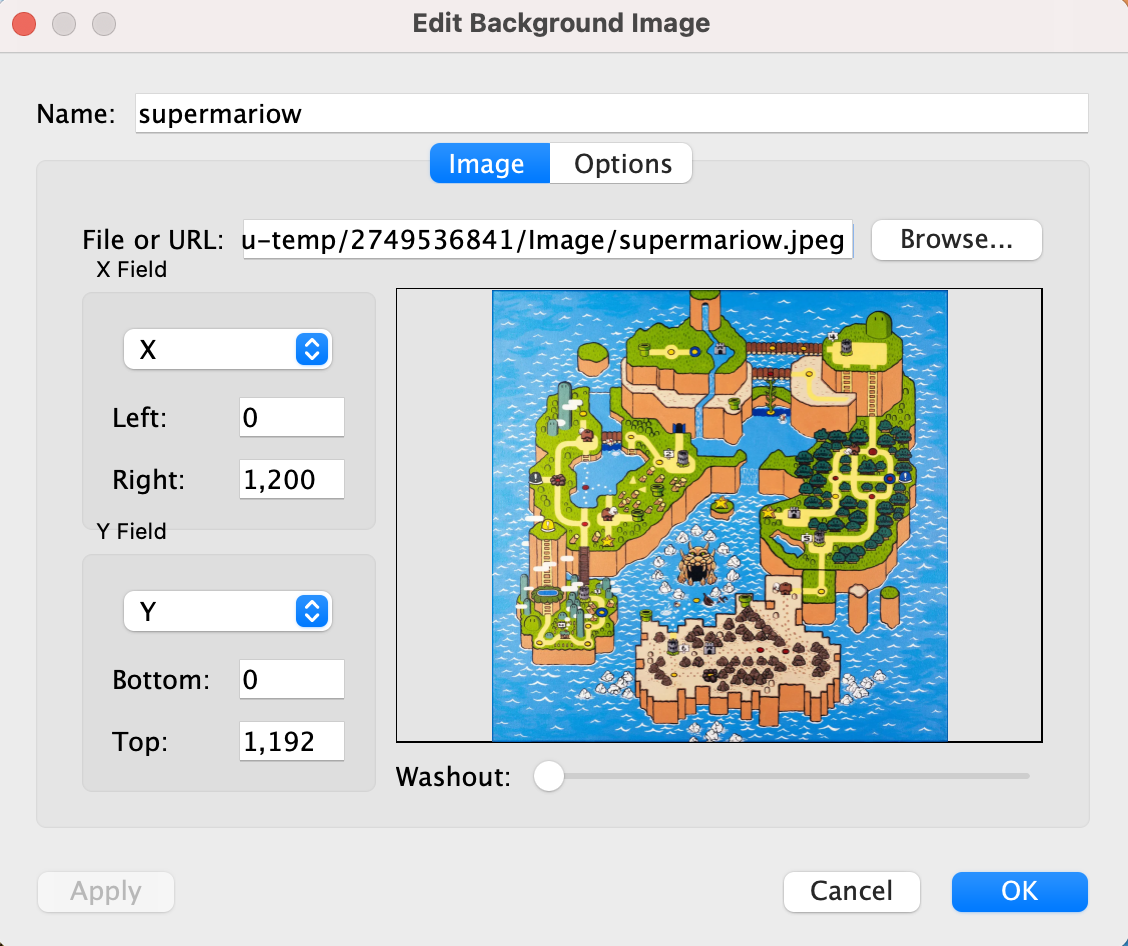 Edit Background Image
Name: supermariow
Image Options
File or URL: u-temp/2749536841/Image/supermariow.jpeg Browse...
X Field
X
Left: 0
Right: 1,200
Y Field
Y
Bottom: 0
Top: 1,192
Washout:
Apply Cancel OK